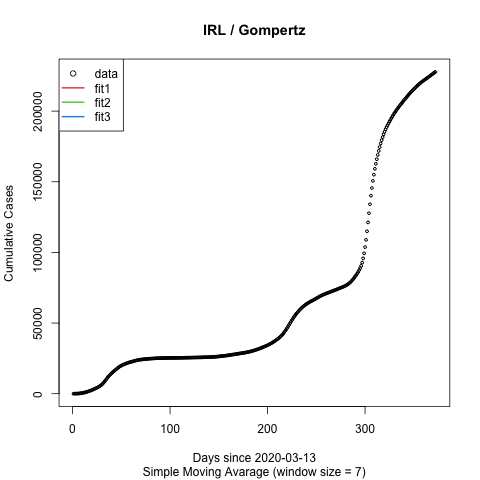 IRL / Gompertz
data
fit1
fit2
fit3
Cumulative Cases
0
50000
100000
150000
200000
0 100 200 300
Days since 2020-03-13
Simple Moving Avarage (window size = 7)